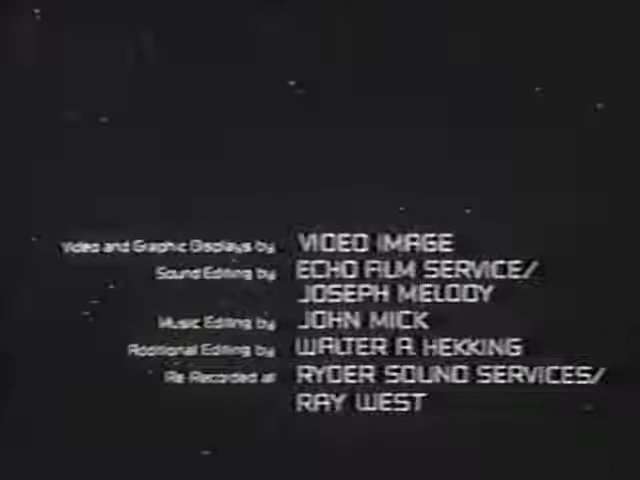 Video and Graphic Displays by VIDEO IMAGE
Sound Editing by ECHO FILM SERVICE/
JOSEPH MELODY
Music Editing by JOHN MICK
Additional Editing by WALTER A. HEKKING
Re-Recorded at RYDER SOUND SERVICES/
RAY WEST